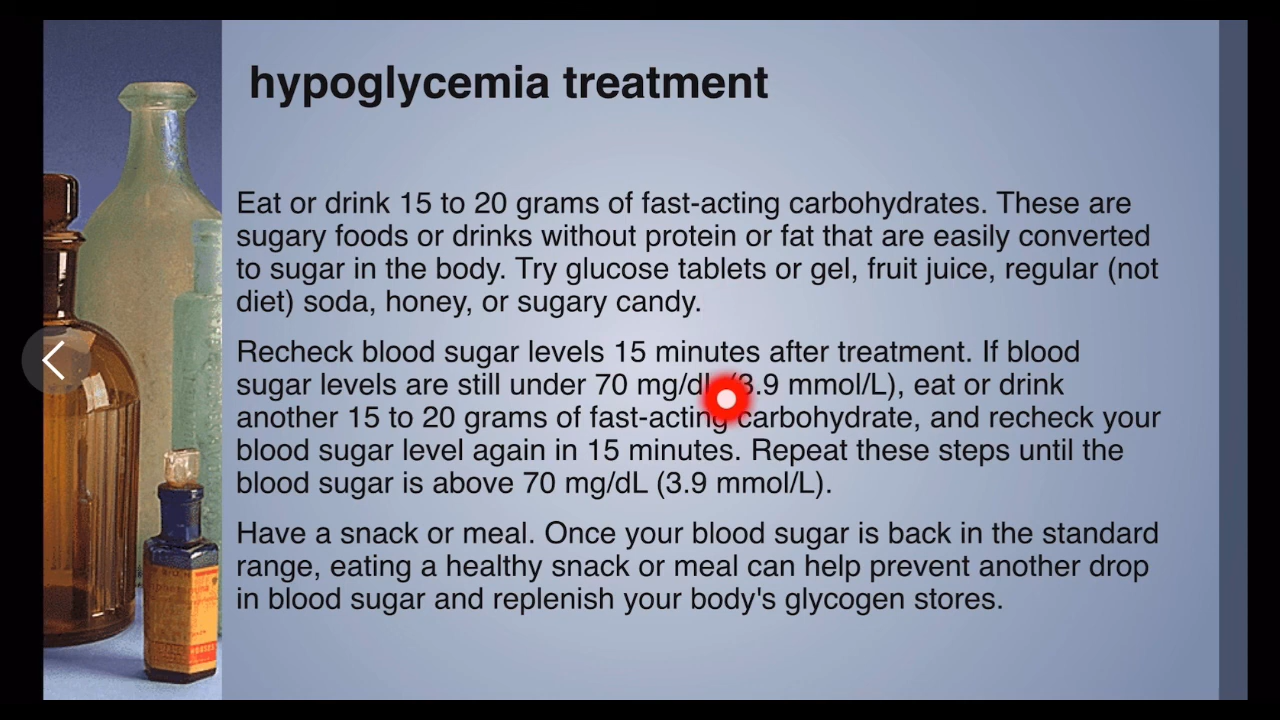 hypoglycemia treatment
Eat or drink 15 to 20 grams of fast-acting carbohydrates. These are
sugary foods or drinks without protein or fat that are easily converted
to sugar in the body. Try glucose tablets or gel, fruit juice, regular (not
diet) soda, honey, or sugary candy.
Recheck blood sugar levels 15 minutes after treatment. If blood
sugar levels are still under 70 mg/dL (3.9 mmol/L), eat or drink
another 15 to 20 grams of fast-acting carbohydrate, and recheck your
blood sugar level again in 15 minutes. Repeat these steps until the
blood sugar is above 70 mg/dL (3.9 mmol/L).
Have a snack or meal. Once your blood sugar is back in the standard
range, eating a healthy snack or meal can help prevent another drop
in blood sugar and replenish your body's glycogen stores.